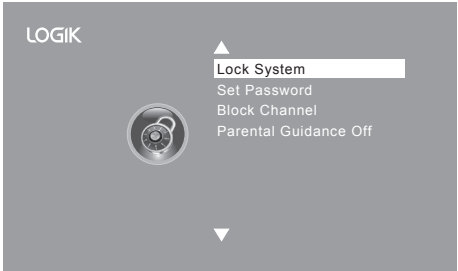 LOGIK
Lock System
Set Password
Block Channel
Parental Guidance Off